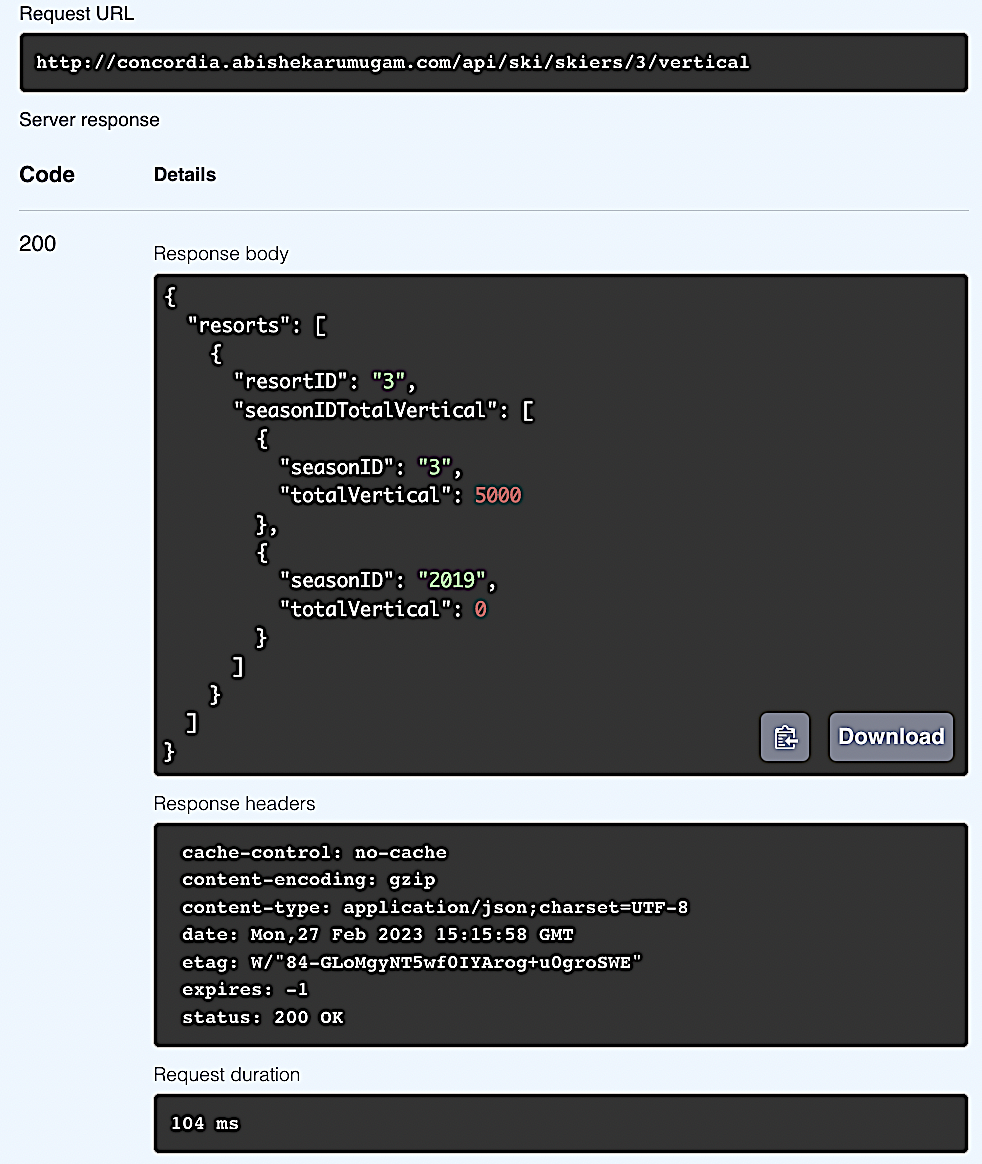 Request URL
http://concordia.abishekarumugam.com/api/ski/skiers/3/vertical
Server response
Code Details
200
Response body
{
  "resorts": [
    {
      "resortID": "3",
      "seasonIDTotalVertical": [
        {
          "seasonID": "3",
          "totalVertical": 5000
        },
        {
          "seasonID": "2019",
          "totalVertical": 0
        }
      ]
    }
  ]
}
Download
Response headers
cache-control: no-cache
content-encoding: gzip
content-type: application/json;charset=UTF-8
date: Mon,27 Feb 2023 15:15:58 GMT
etag: W/"84-GLoMgyNT5wf0IYArog+u0groSWE"
expires: -1
status: 200 OK
Request duration
104 ms